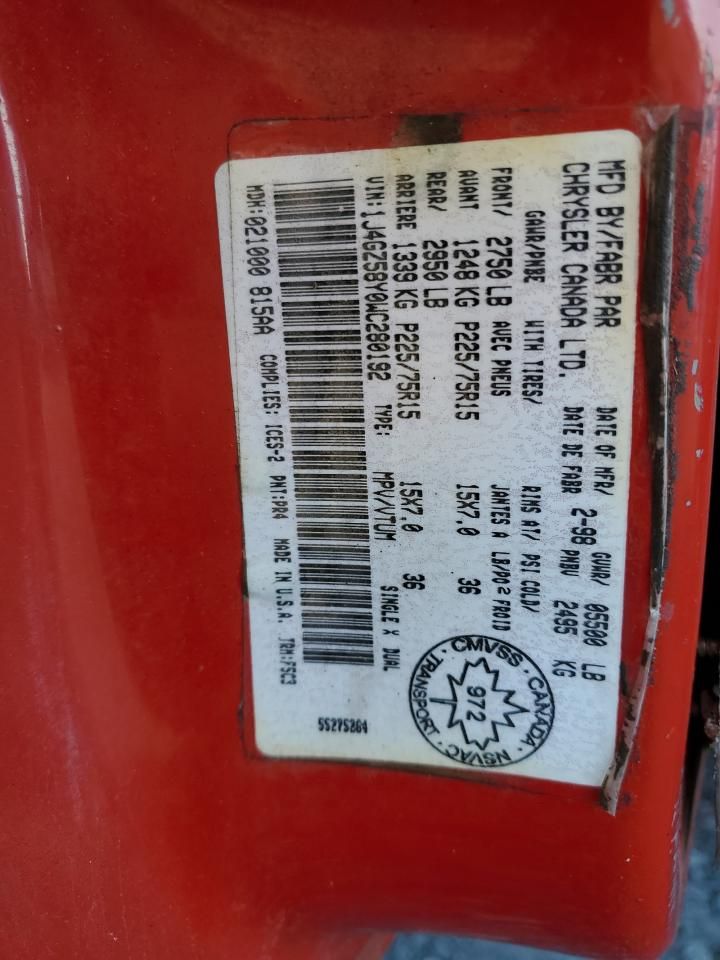 MFD BY/FABR PAR DATE OF MFR/ GVWR/ 05500 LB
CHRYSLER CANADA LTD. DATE DE FABR 2-98 PNBV 2495 KG
GAWR/PNBE WITH TIRES/ RIMS AT/ PSI COLD/
FRONT/ 2750 LB AVEC PNEUS JANTES A LB/PO2 FROID
AVANT 1248 KG P225/75R15 15X7.0 36
REAR/ 2950 LB
ARRIERE 1339 KG P225/75R15 15X7.0 36
VIN:1J4GZ58Y0WC280192 TYPE: MPV/VTUM SINGLE X DUAL
MDH:021000 815AA COMPLIES: ICES-2 PNT:PR4 MADE IN U.S.A. TRM:F5C3
55275264
· CMVSS · CANADA · NSVAC · TRANSPORT
972